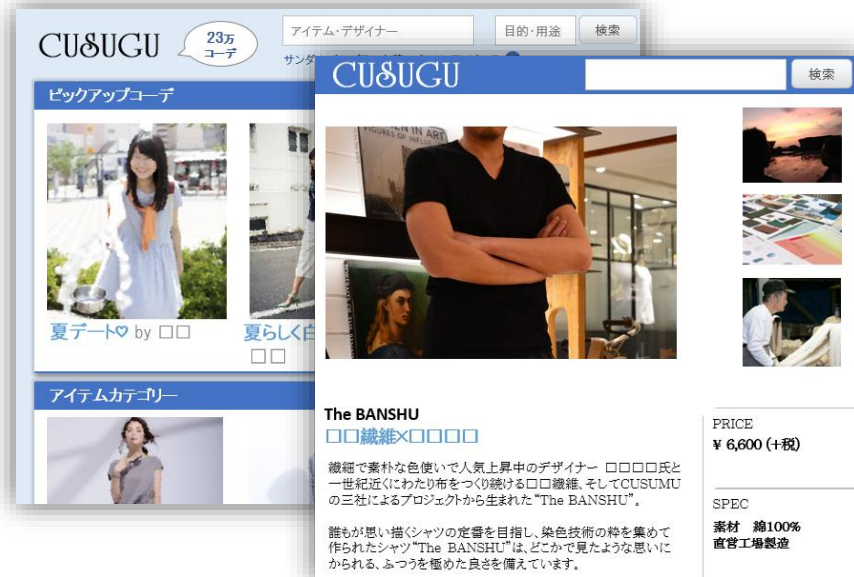 CUSUGU
23万
コーデ
アイテム・デザイナー
目的・用途
検索
サンダ
ピックアップコーデ
夏デート♡ by □□
夏らしく白
□□
アイテムカテゴリー
CUSUGU
検索
EN IN ART
FIGURES OF INFLU
The BANSHU
□□繊維×□□□□
繊細で素朴な色使いで人気上昇中のデザイナー □□□□氏と
一世紀近くにわたり布をつくり続ける□□繊維、そしてCUSUMU
の三社によるプロジェクトから生まれた“The BANSHU”。
誰もが思い描くシャツの定番を目指し、染色技術の粋を集めて
作られたシャツ“The BANSHU”は、どこかで見たような思いに
かられる、ふつうを極めた良さを備えています。
PRICE
¥ 6,600 (+税)
SPEC
素材 綿100%
直営工場製造